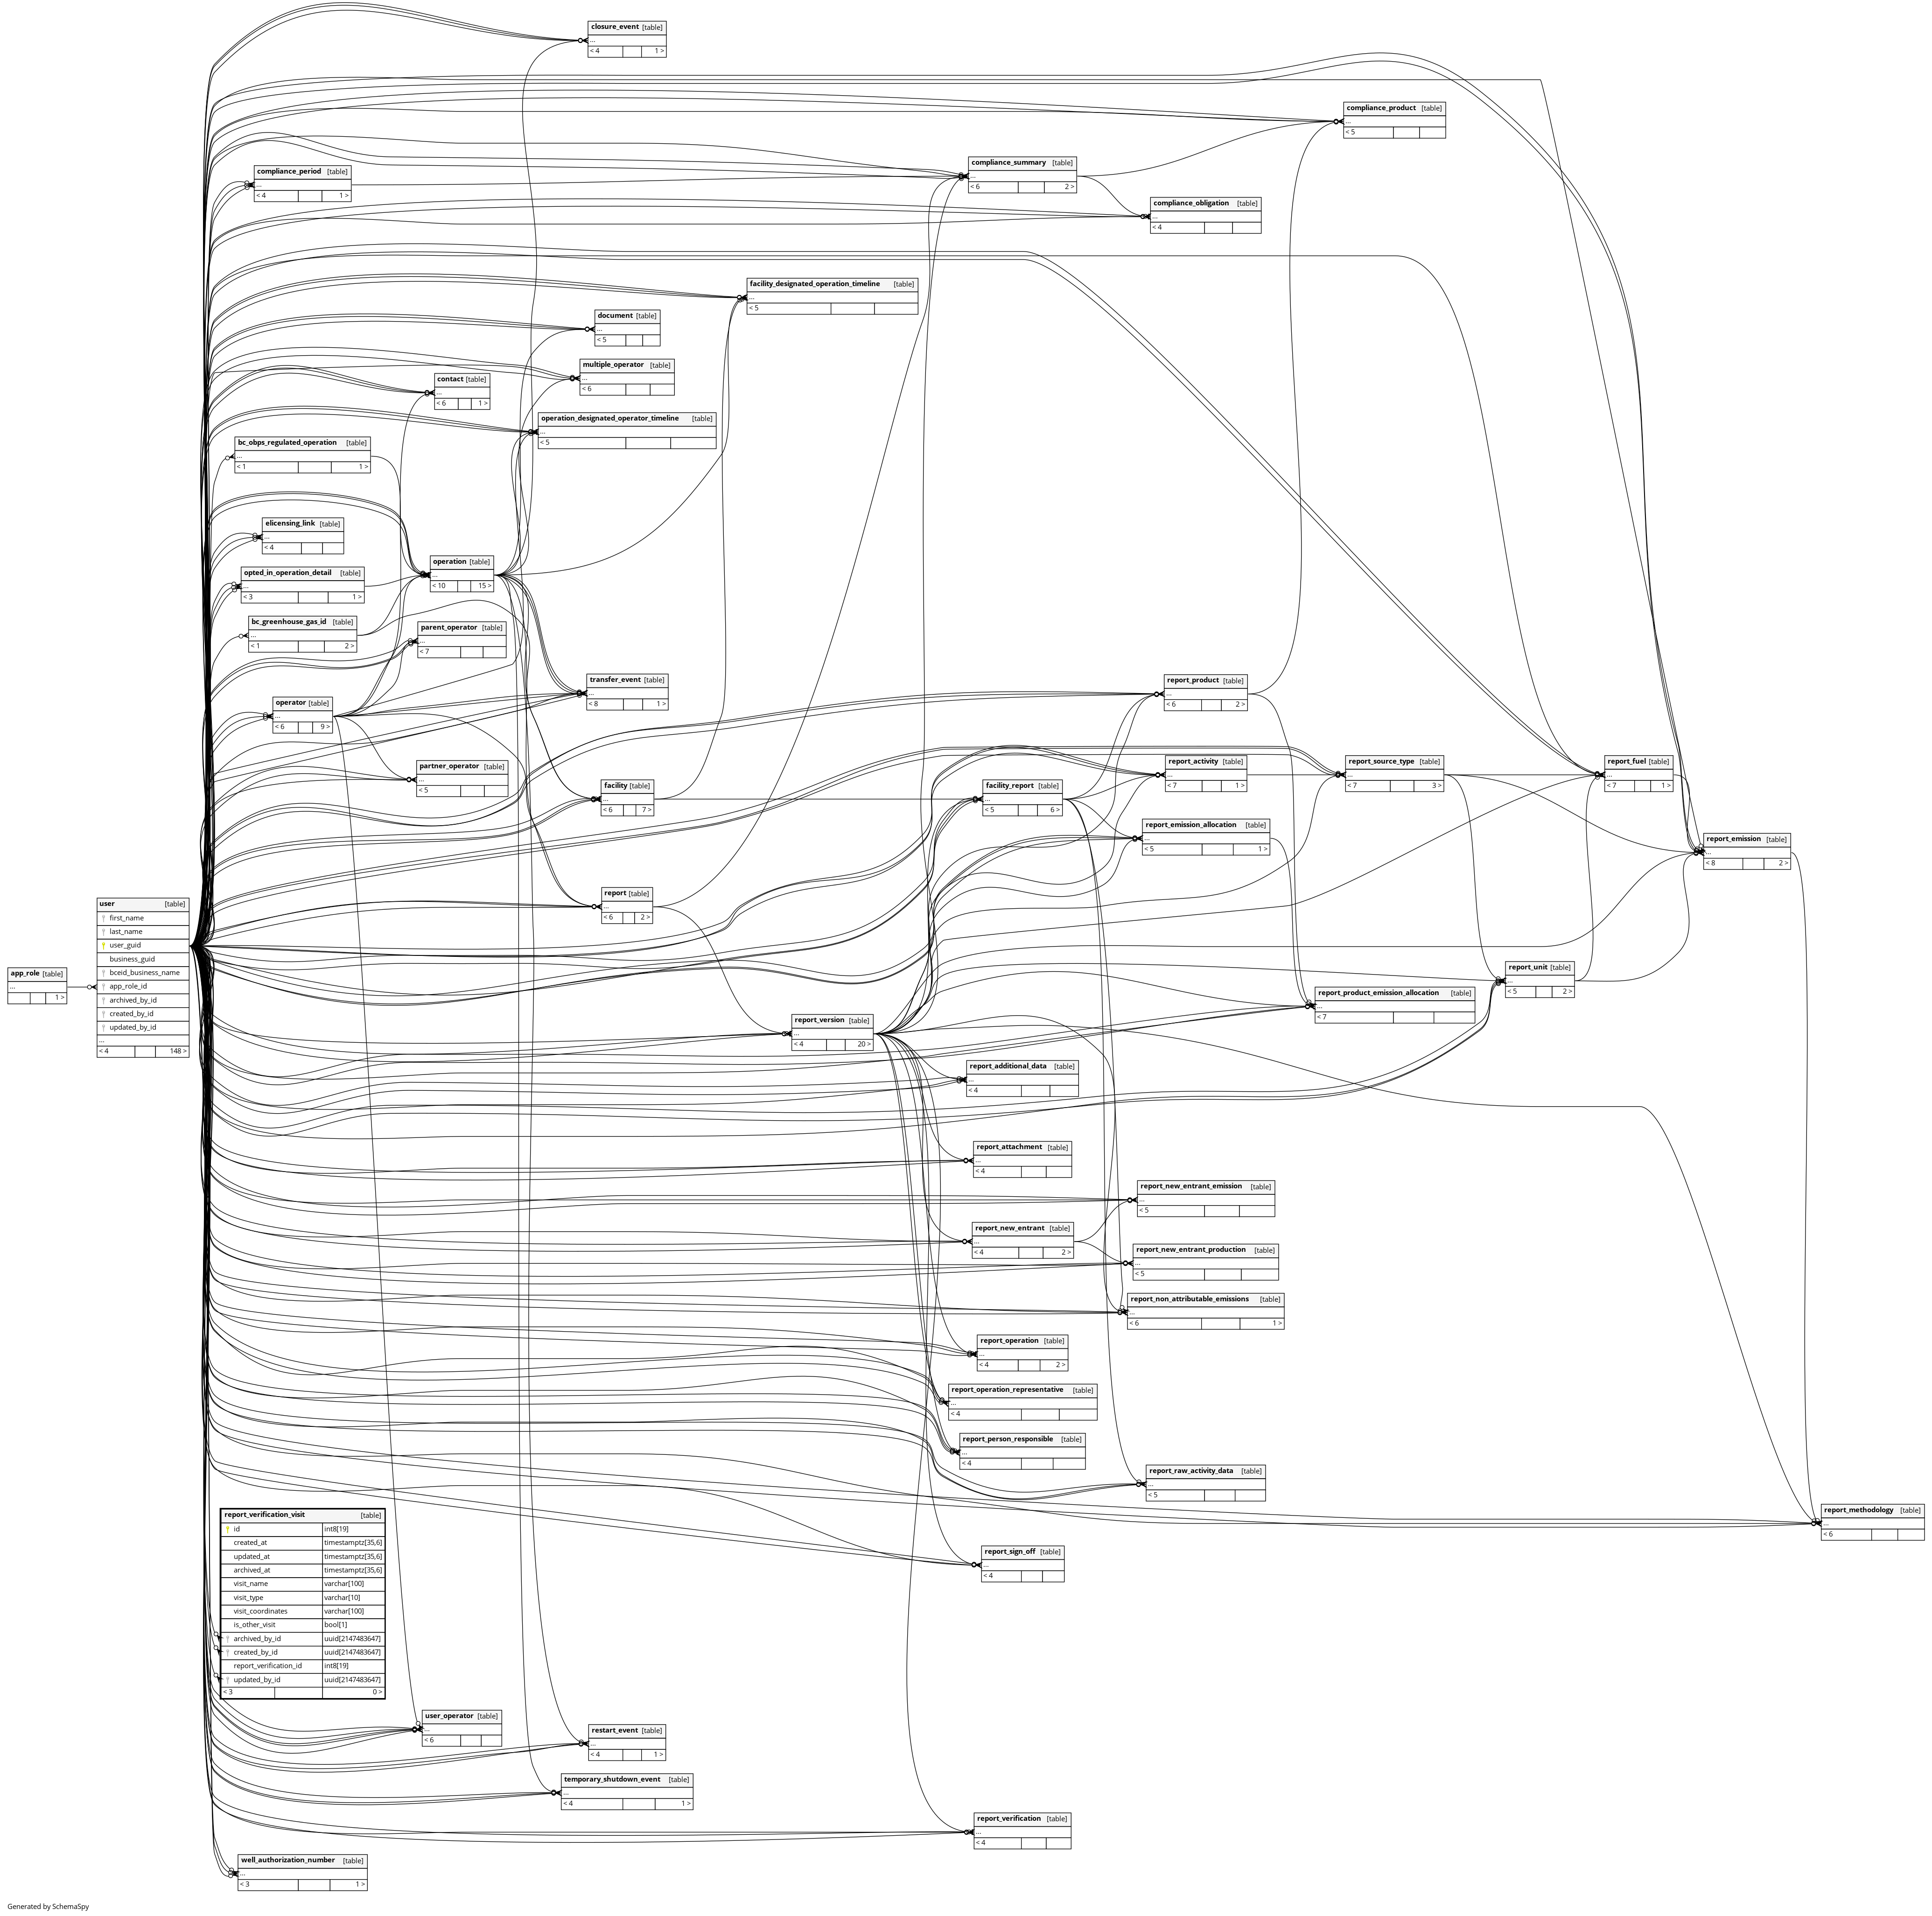 closure_event [table]
...
< 4 1 >
compliance_product [table]
...
< 5
compliance_summary [table]
...
< 6 2 >
compliance_period [table]
...
< 4 1 >
compliance_obligation [table]
...
< 4
facility_designated_operation_timeline [table]
...
< 5
document [table]
...
< 5
multiple_operator [table]
...
< 6
contact [table]
...
< 6 1 >
operation_designated_operator_timeline [table]
...
< 5
bc_obps_regulated_operation [table]
...
< 1 1 >
elicensing_link [table]
...
< 4
operation [table]
...
< 10 15 >
opted_in_operation_detail [table]
...
< 3 1 >
bc_greenhouse_gas_id [table]
...
< 1 2 >
parent_operator [table]
...
< 7
transfer_event [table]
...
< 8 1 >
report_product [table]
...
< 6 2 >
operator [table]
...
< 6 9 >
partner_operator [table]
...
< 5
facility [table]
...
< 6 7 >
facility_report [table]
...
< 5 6 >
report_activity [table]
...
< 7 1 >
report_source_type [table]
...
< 7 3 >
report_fuel [table]
...
< 7 1 >
report_emission_allocation [table]
...
< 5 1 >
report_emission [table]
...
< 8 2 >
report [table]
...
< 6 2 >
user [table]
first_name
last_name
user_guid
business_guid
bceid_business_name
app_role_id
archived_by_id
created_by_id
updated_by_id
...
< 4 148 >
app_role [table]
...
1 >
report_unit [table]
...
< 5 2 >
report_product_emission_allocation [table]
...
< 7
report_version [table]
...
< 4 20 >
report_additional_data [table]
...
< 4
report_attachment [table]
...
< 4
report_new_entrant_emission [table]
...
< 5
report_new_entrant [table]
...
< 4 2 >
report_new_entrant_production [table]
...
< 5
report_non_attributable_emissions [table]
...
< 6 1 >
report_operation [table]
...
< 4 2 >
report_operation_representative [table]
...
< 4
report_person_responsible [table]
...
< 4
report_raw_activity_data [table]
...
< 5
report_methodology [table]
...
< 6
report_verification_visit [table]
id int8[19]
created_at timestamptz[35,6]
updated_at timestamptz[35,6]
archived_at timestamptz[35,6]
visit_name varchar[100]
visit_type varchar[10]
visit_coordinates varchar[100]
is_other_visit bool[1]
archived_by_id uuid[2147483647]
created_by_id uuid[2147483647]
report_verification_id int8[19]
updated_by_id uuid[2147483647]
< 3 0 >
report_sign_off [table]
...
< 4
user_operator [table]
...
< 6
restart_event [table]
...
< 4 1 >
temporary_shutdown_event [table]
...
< 4 1 >
report_verification [table]
...
< 4
well_authorization_number [table]
...
< 3 1 >
Generated by SchemaSpy